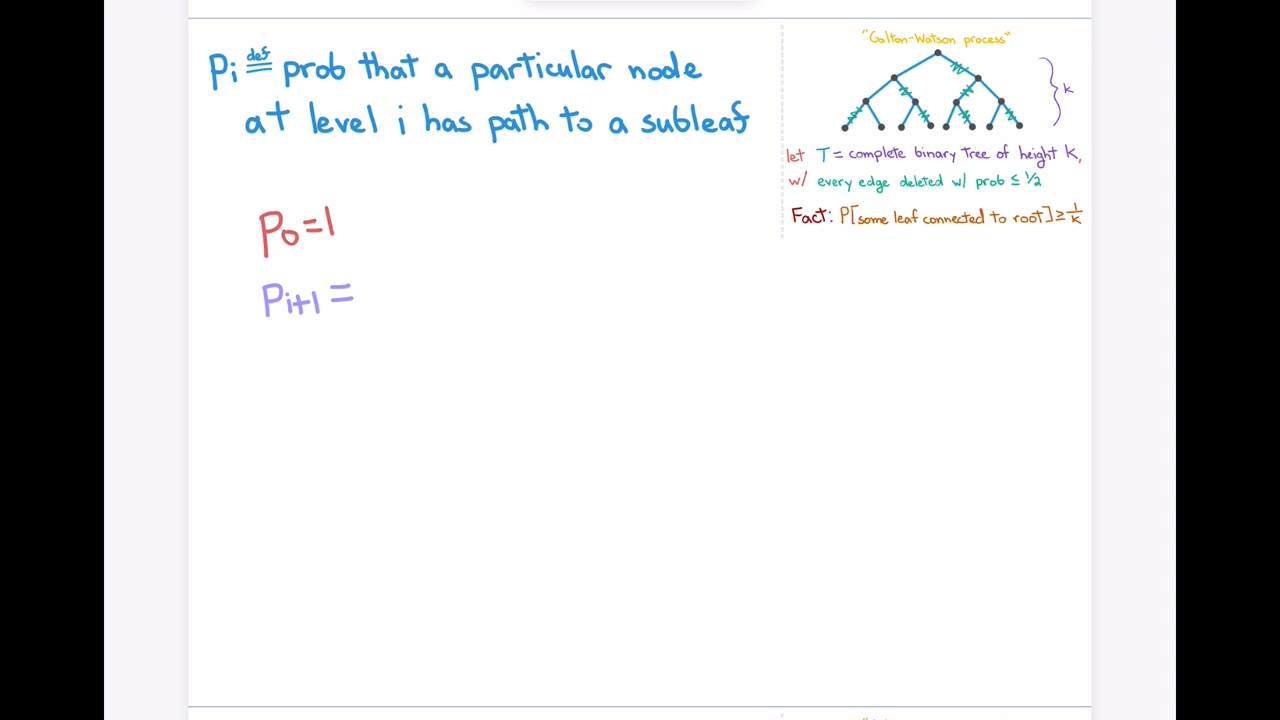 Pi ≝ prob that a particular node
at level i has path to a subleaf
P0 = 1
Pi+1 =
"Galton-Watson process"
k
let T = complete binary tree of height k,
w/ every edge deleted w/ prob ≤ 1/2
Fact: P[some leaf connected to root] ≥ 1/k